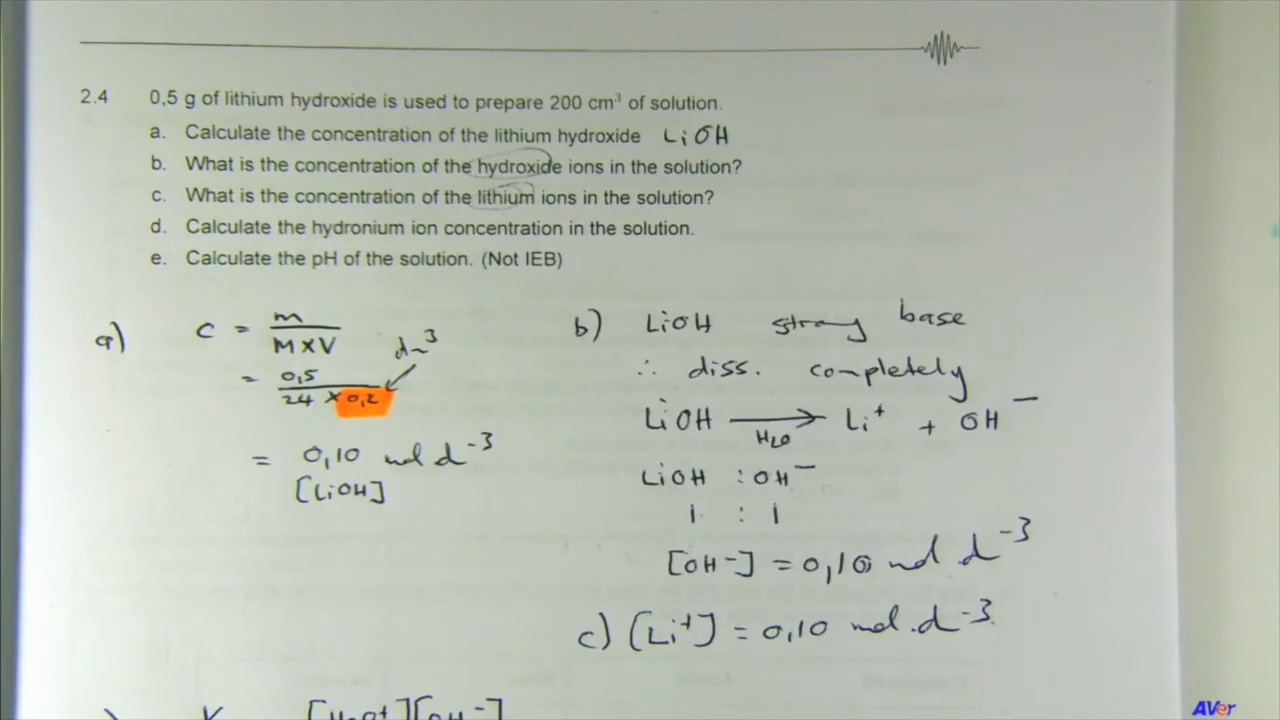 2.4 0,5 g of lithium hydroxide is used to prepare 200 cm³ of solution.
a. Calculate the concentration of the lithium hydroxide LiOH
b. What is the concentration of the hydroxide ions in the solution?
c. What is the concentration of the lithium ions in the solution?
d. Calculate the hydronium ion concentration in the solution.
e. Calculate the pH of the solution. (Not IEB)
a) c = m / M×V
dm³
= 0,5 / 24 × 0,2
= 0,10 mol dm⁻³
[LiOH]
b) LiOH strong base
∴ diss. completely
LiOH ⟶ Li⁺ + OH⁻
H₂O
LiOH : OH⁻
1 : 1
[OH⁻] = 0,10 mol dm⁻³
c) [Li⁺] = 0,10 mol.dm⁻³
[H₃O⁺][OH⁻]
AVer